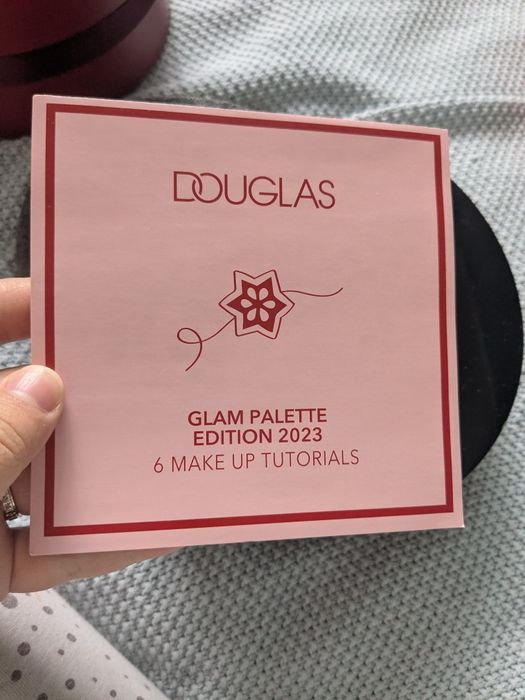 DOUGLAS
GLAM PALETTE
EDITION 2023
6 MAKE UP TUTORIALS